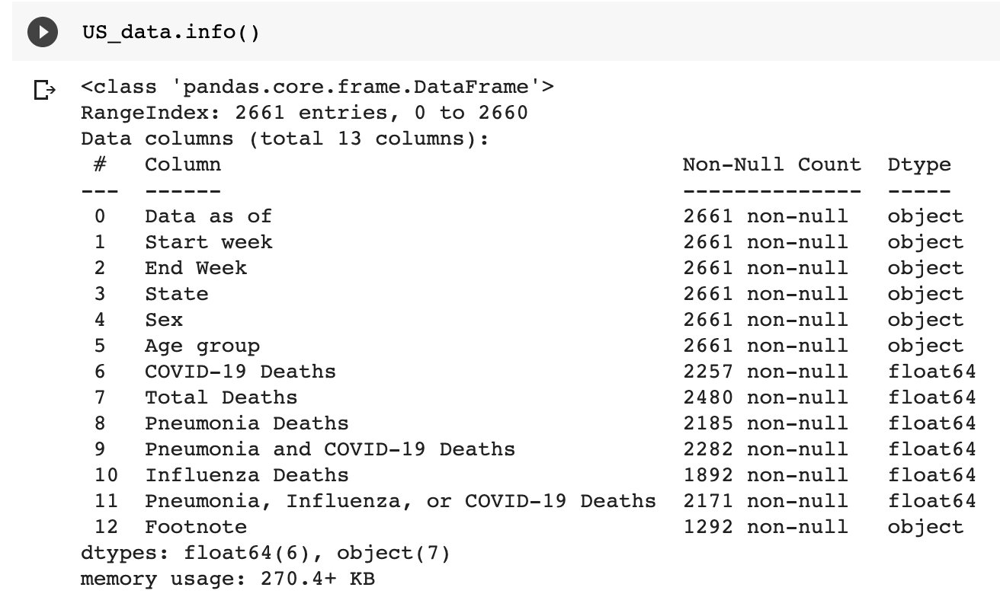 US_data.info()
<class 'pandas.core.frame.DataFrame'>
RangeIndex: 2661 entries, 0 to 2660
Data columns (total 13 columns):
 #   Column                                    Non-Null Count  Dtype
---  ------                                    --------------  -----
 0   Data as of                                2661 non-null   object
 1   Start week                                2661 non-null   object
 2   End Week                                  2661 non-null   object
 3   State                                     2661 non-null   object
 4   Sex                                       2661 non-null   object
 5   Age group                                 2661 non-null   object
 6   COVID-19 Deaths                           2257 non-null   float64
 7   Total Deaths                              2480 non-null   float64
 8   Pneumonia Deaths                          2185 non-null   float64
 9   Pneumonia and COVID-19 Deaths             2282 non-null   float64
 10  Influenza Deaths                          1892 non-null   float64
 11  Pneumonia, Influenza, or COVID-19 Deaths  2171 non-null   float64
 12  Footnote                                  1292 non-null   object
dtypes: float64(6), object(7)
memory usage: 270.4+ KB